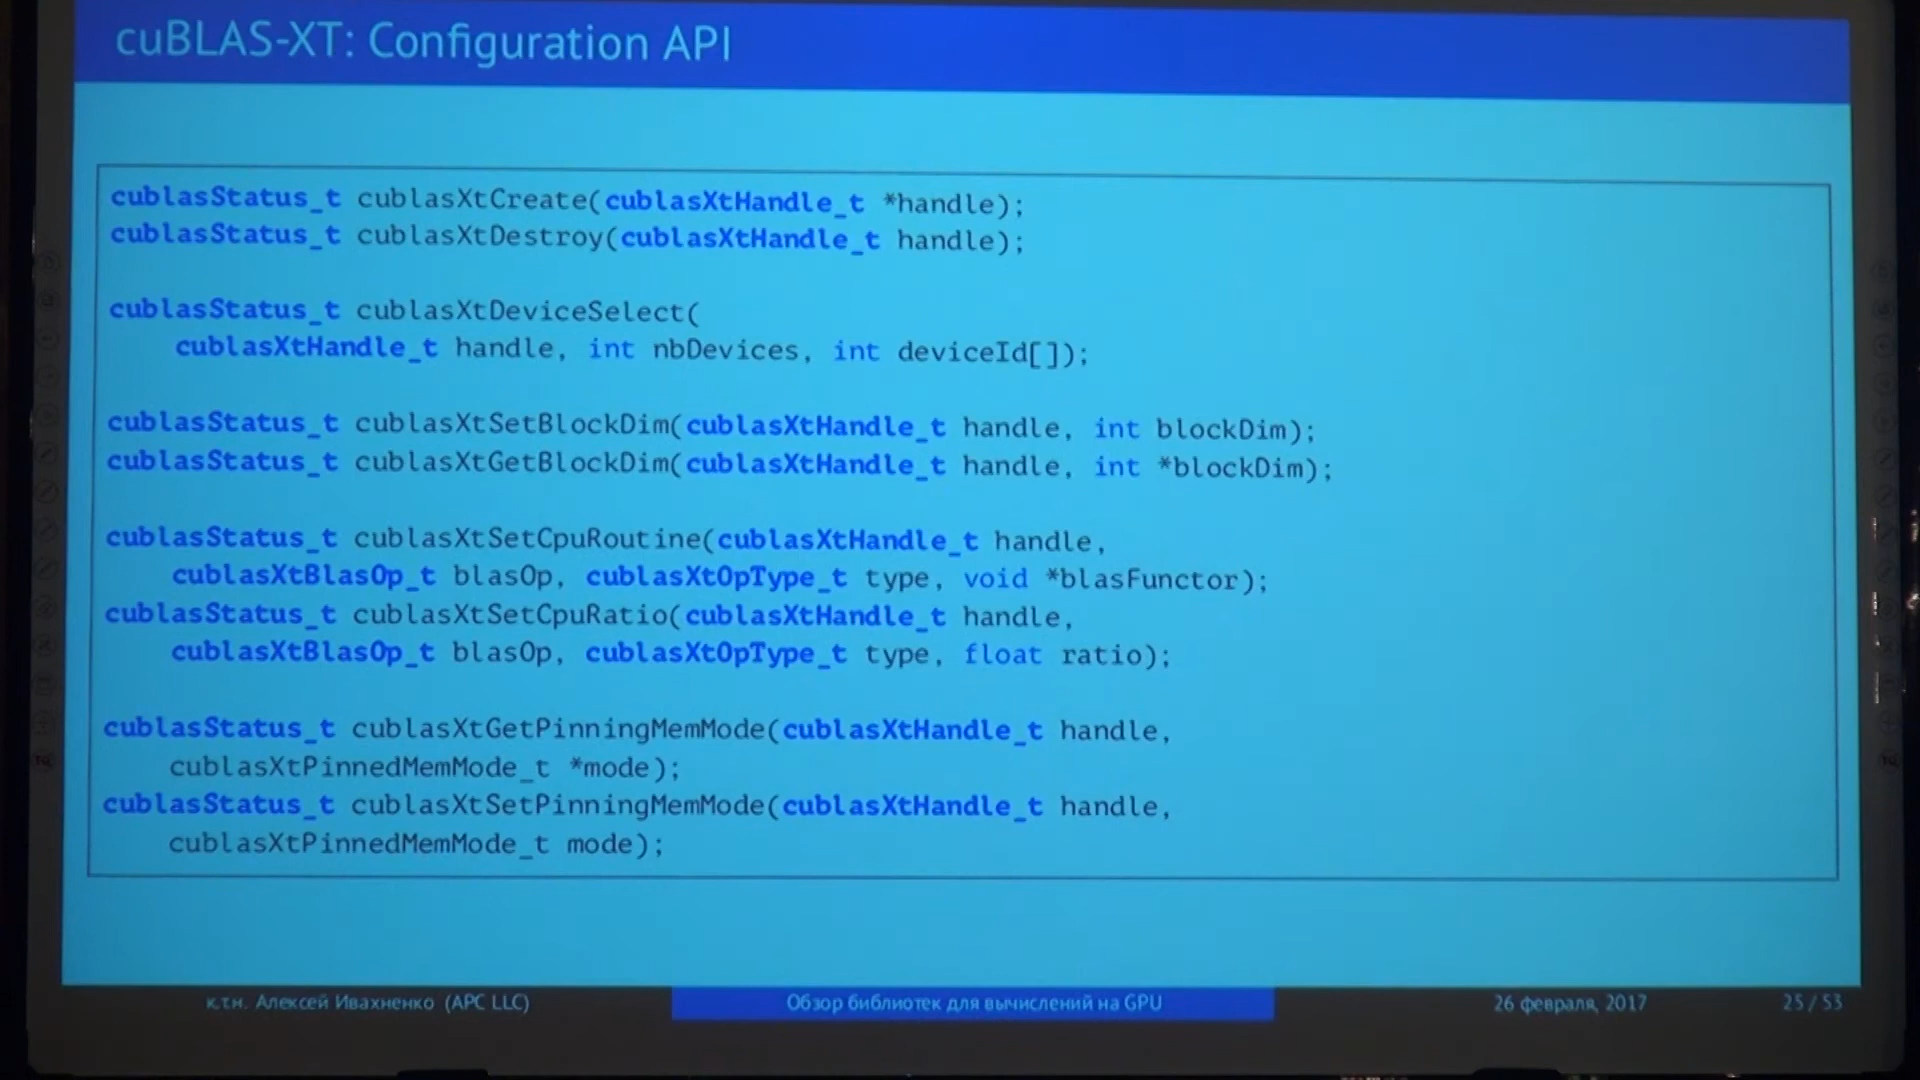 cuBLAS-XT: Configuration API
cublasStatus_t cublasXtCreate(cublasXtHandle_t *handle);
cublasStatus_t cublasXtDestroy(cublasXtHandle_t handle);
cublasStatus_t cublasXtDeviceSelect(
cublasXtHandle_t handle, int nbDevices, int deviceId[]);
cublasStatus_t cublasXtSetBlockDim(cublasXtHandle_t handle, int blockDim);
cublasStatus_t cublasXtGetBlockDim(cublasXtHandle_t handle, int *blockDim);
cublasStatus_t cublasXtSetCpuRoutine(cublasXtHandle_t handle,
cublasXtBlasOp_t blasOp, cublasXtOpType_t type, void *blasFunctor);
cublasStatus_t cublasXtSetCpuRatio(cublasXtHandle_t handle,
cublasXtBlasOp_t blasOp, cublasXtOpType_t type, float ratio);
cublasStatus_t cublasXtGetPinningMemMode(cublasXtHandle_t handle,
cublasXtPinnedMemMode_t *mode);
cublasStatus_t cublasXtSetPinningMemMode(cublasXtHandle_t handle,
cublasXtPinnedMemMode_t mode);
к.т.н. Алексей Ивахненко (APC LLC)
Обзор библиотек для вычислений на GPU
26 февраля, 2017
25 / 53